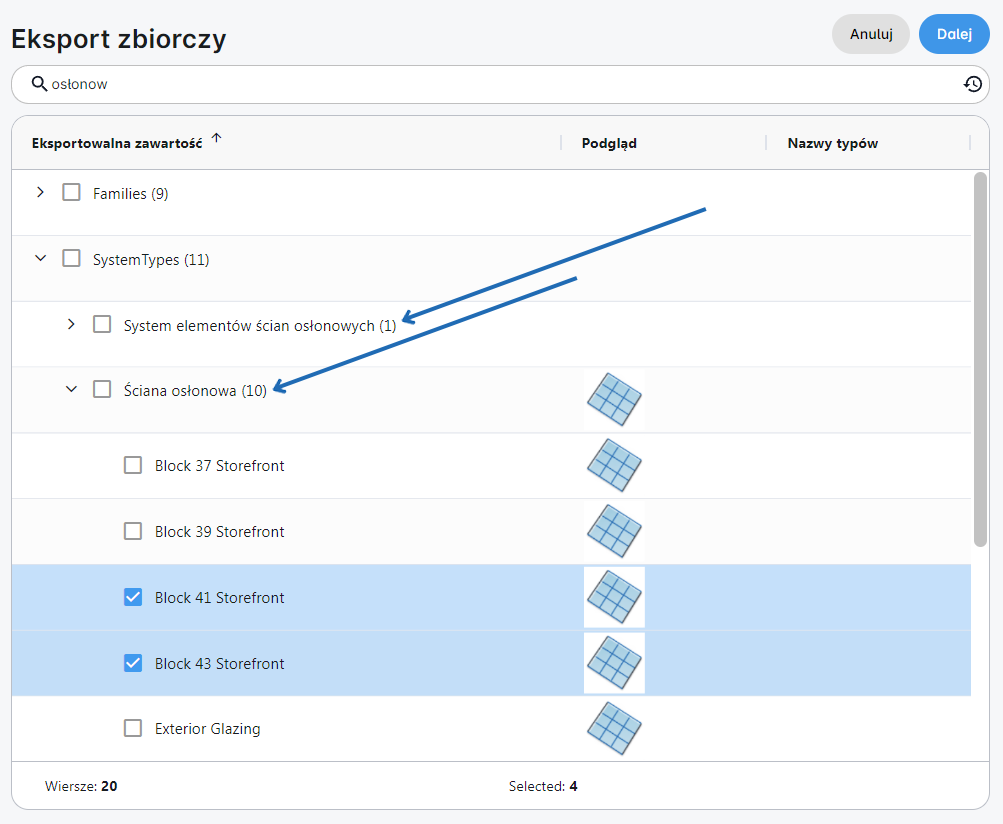 Eksport zbiorczy
Anuluj
Dalej
osłonow
Eksportowalna zawartość
Podgląd
Nazwy typów
Families (9)
SystemTypes (11)
System elementów ścian osłonowych (1)
Ściana osłonowa (10)
Block 37 Storefront
Block 39 Storefront
Block 41 Storefront
Block 43 Storefront
Exterior Glazing
Wiersze: 20
Selected: 4